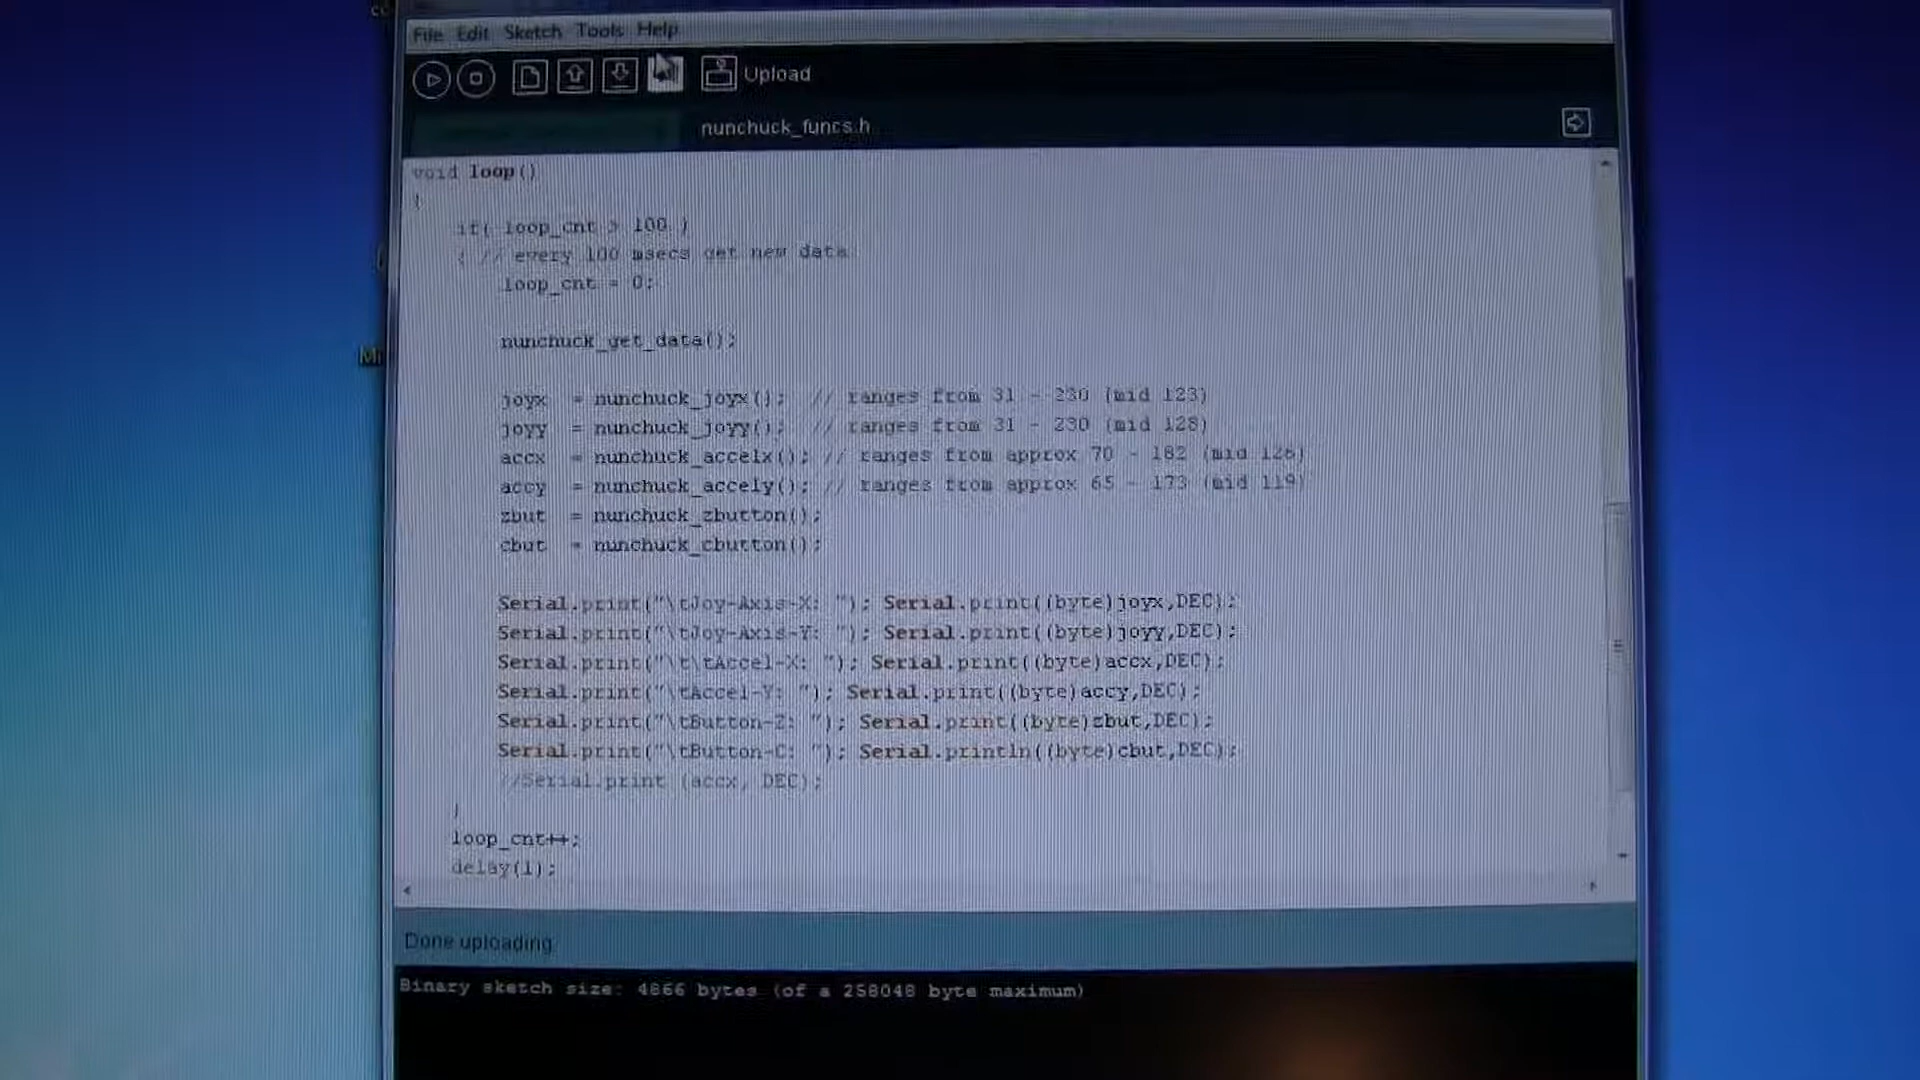 File Edit Sketch Tools Help
Upload
nunchuck_funcs.h
void loop()
{
if( loop_cnt > 100 )
{ // every 100 msecs get new data
loop_cnt = 0;
nunchuck_get_data();
joyx = nunchuck_joyx(); // ranges from 31 - 230 (mid 123)
joyy = nunchuck_joyy(); // ranges from 31 - 230 (mid 128)
accx = nunchuck_accelx(); // ranges from approx 70 - 182 (mid 126)
accy = nunchuck_accely(); // ranges from approx 65 - 173 (mid 119)
zbut = nunchuck_zbutton();
cbut = nunchuck_cbutton();
Serial.print("\tJoy-Axis-X: "); Serial.print((byte)joyx,DEC);
Serial.print("\tJoy-Axis-Y: "); Serial.print((byte)joyy,DEC);
Serial.print("\t\tAccel-X: "); Serial.print((byte)accx,DEC);
Serial.print("\tAccel-Y: "); Serial.print((byte)accy,DEC);
Serial.print("\tButton-Z: "); Serial.print((byte)zbut,DEC);
Serial.print("\tButton-C: "); Serial.println((byte)cbut,DEC);
//Serial.print (accx, DEC);
}
loop_cnt++;
delay(1);
Done uploading
Binary sketch size: 4866 bytes (of a 258048 byte maximum)